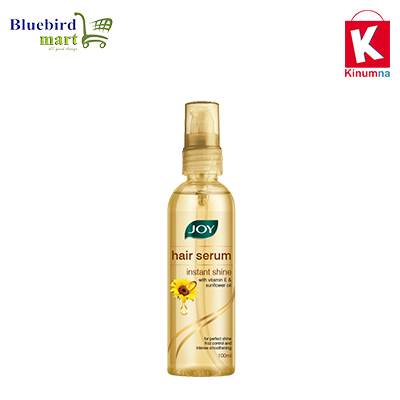 Bluebird
mart
all good things
K
Kinumna
JOY
hair serum
instant shine
with vitamin E &
sunflower oil
for perfect shine
frizz control and
intense smoothening
100ml